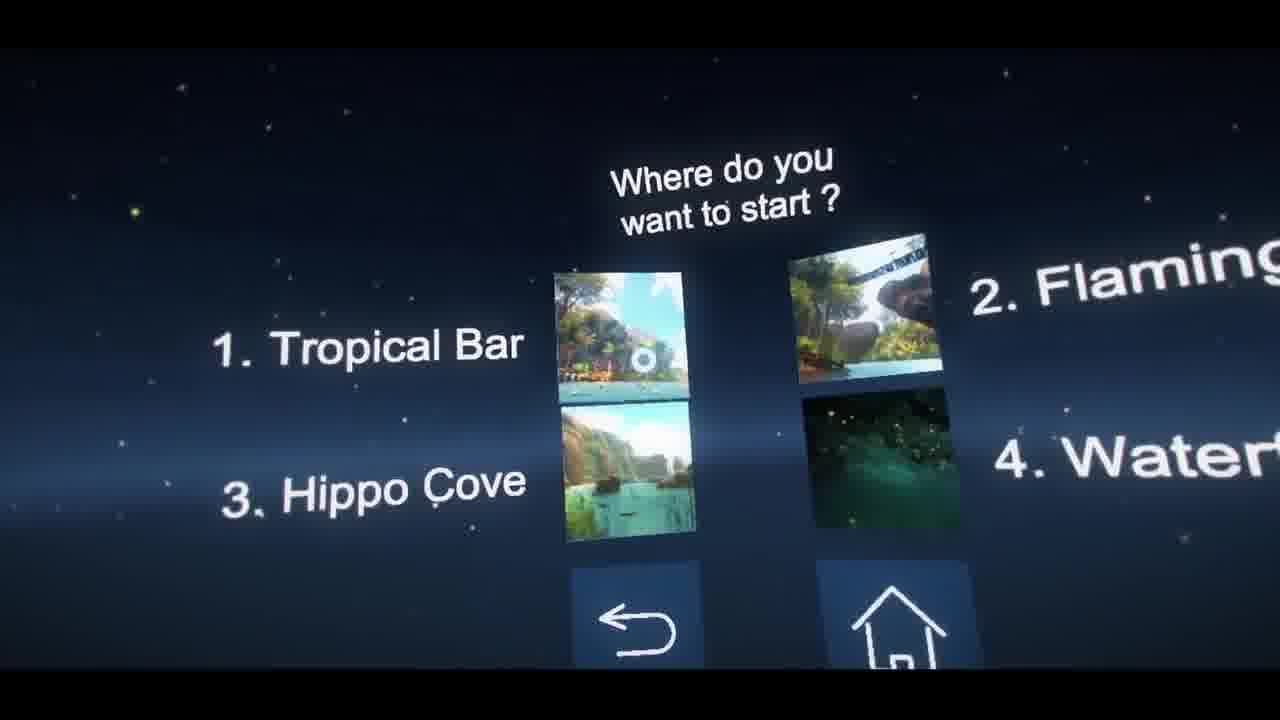 Where do you
want to start ?
1. Tropical Bar
2. Flaming
3. Hippo Cove
4. Water